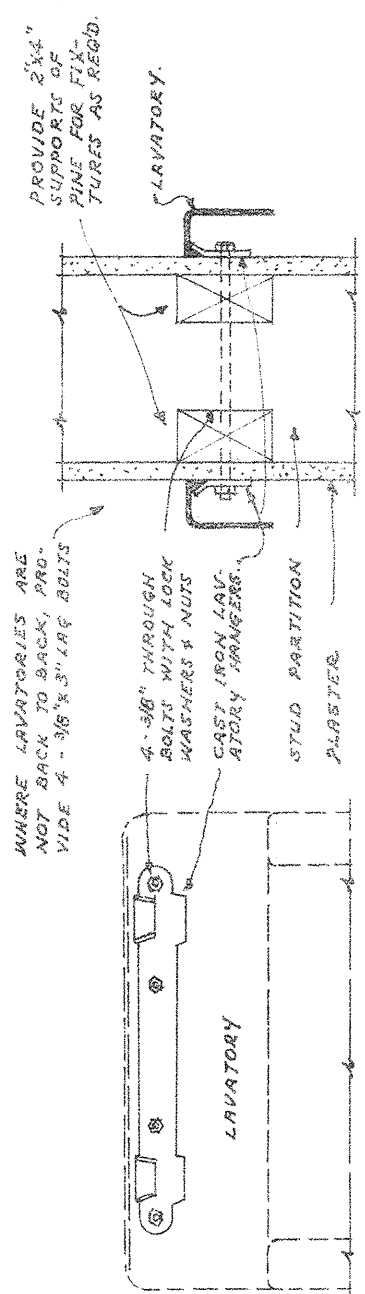 PROVIDE 2"X4"
SUPPORTS OF
PINE FOR FIX-
TURES AS REQ'D.
LAVATORY.
WHERE LAVATORIES ARE
NOT BACK TO BACK, PRO-
VIDE 4 - 3/8" X 3" LAG BOLTS
4 - 3/8" THROUGH
BOLTS WITH LOCK
WASHERS & NUTS
CAST IRON LAV-
ATORY HANGERS.
STUD PARTITION
PLASTER
LAVATORY